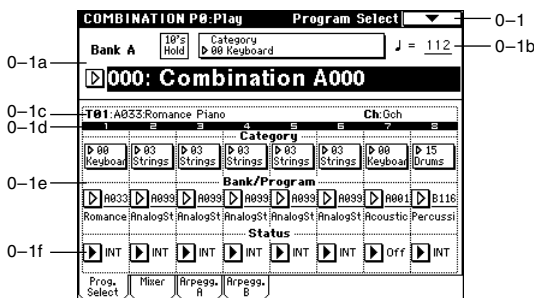 COMBINATION P0:Play Program Select 0–1
Bank A 10's Hold Category 00 Keyboard ♩ = 112 0–1b
0–1a
000: Combination A000
0–1c T01:A033:Romance Piano Ch:Gch
0–1d 1 2 3 4 5 6 7 8
Category
00 Keyboar 03 Strings 03 Strings 03 Strings 03 Strings 03 Strings 00 Keyboar 15 Drums
0–1e Bank/Program
A033 A099 A099 A099 A099 A099 A001 B116
Romance AnalogSt AnalogSt AnalogSt AnalogSt AnalogSt Acoustic Percussi
Status
0–1f INT INT INT INT INT INT Off INT
Prog. Select Mixer Arpegg. A Arpegg. B